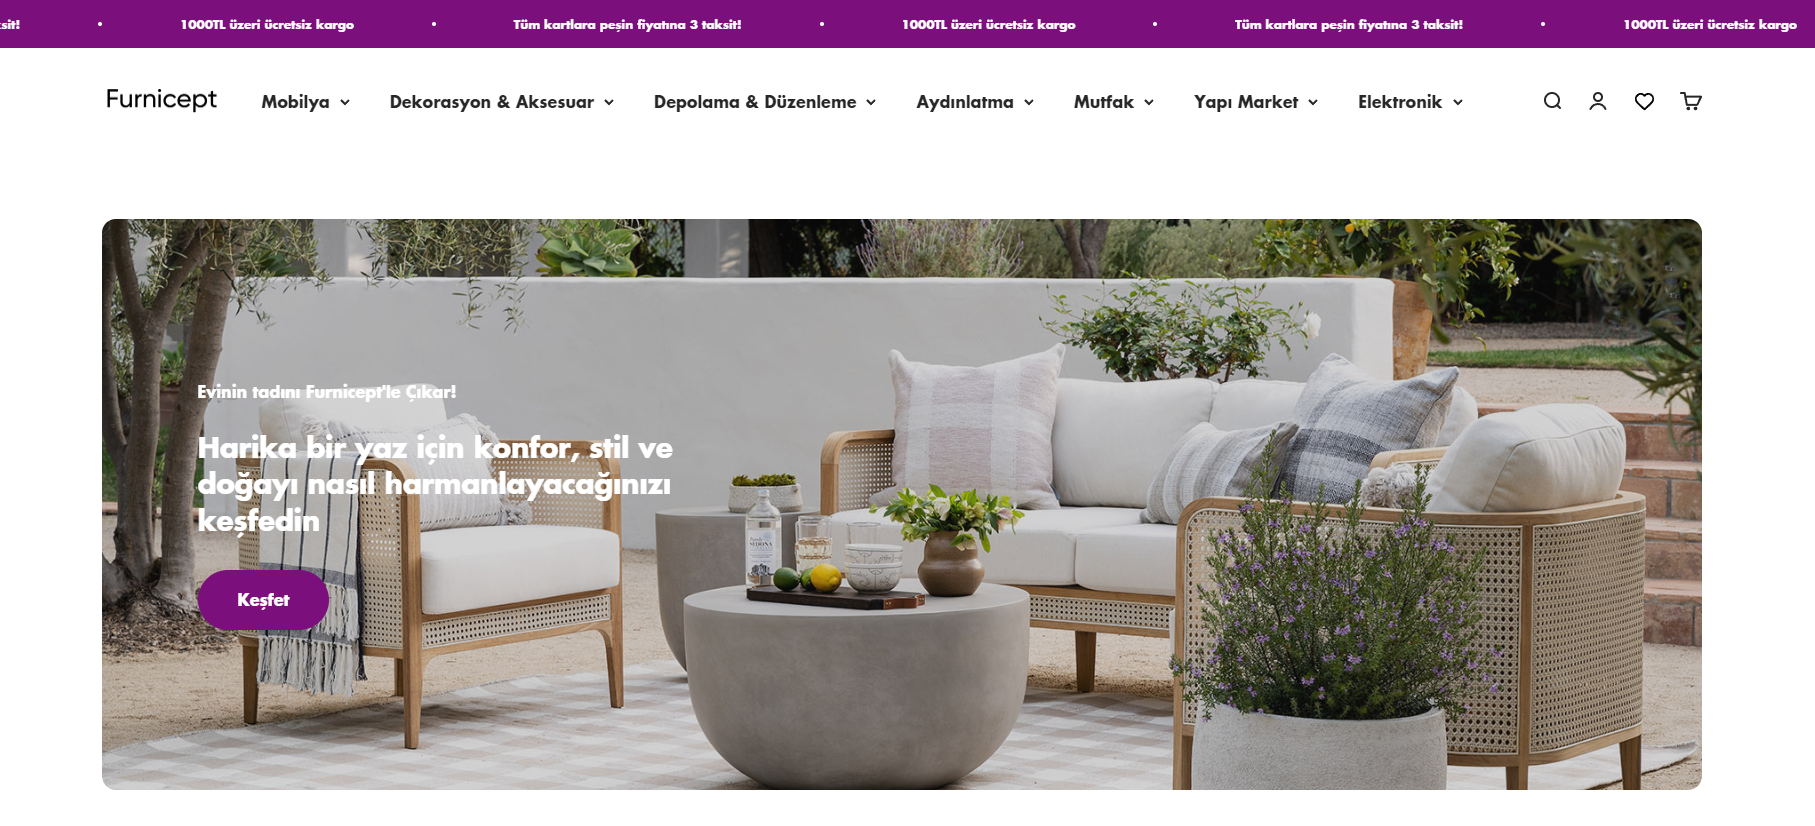 sit!
1000TL üzeri ücretsiz kargo
Tüm kartlara peşin fiyatına 3 taksit!
1000TL üzeri ücretsiz kargo
Tüm kartlara peşin fiyatına 3 taksit!
1000TL üzeri ücretsiz kargo
Furnicept
Mobilya
Dekorasyon & Aksesuar
Depolama & Düzenleme
Aydınlatma
Mutfak
Yapı Market
Elektronik
Evinin tadını Furnicept'le Çıkar!
Harika bir yaz için konfor, stil ve
doğayı nasıl harmanlayacağınızı
keşfedin
Keşfet
SEDONA